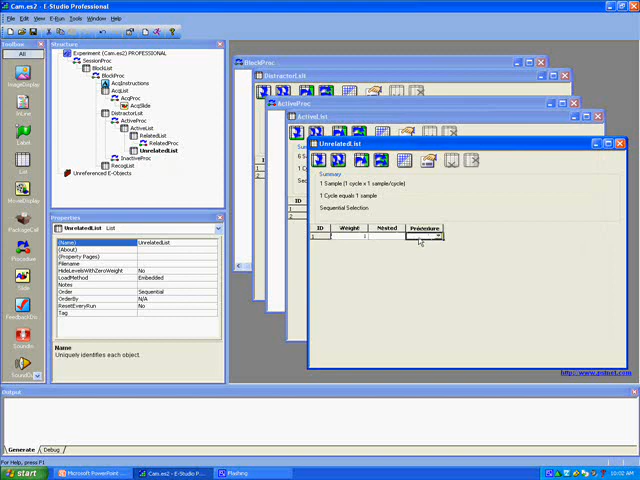 Cam.es2 - E-Studio Professional
File Edit View E-Run Tools Window Help
Toolbox
All
ImageDisplay
InLine
Label
List
MovieDisplay
PackageCall
Procedure
Slide
SoundIn
SoundOut
Structure
Experiment (Cam.es2) PROFESSIONAL
SessionProc
BlockList
BlockProc
AcqInstructions
AcqList
AcqProc
AcqSlide
DistractorList
ActiveProc
ActiveList
RelatedList
RelatedProc
UnrelatedList
InactiveProc
RecogList
Unreferenced E-Objects
Properties
UnrelatedList List
(Name) UnrelatedList
(About)
(Property Pages)
Filename
HideLevelsWithZeroWeight No
LoadMethod Embedded
Notes
Order Sequential
OrderBy N/A
ResetEveryRun No
Tag
Name
Uniquely identifies each object.
BlockProc
DistractorList
ActiveProc
ActiveList
UnrelatedList
Summary
1 Sample (1 cycle x 1 sample/cycle)
1 Cycle equals 1 sample
Sequential Selection
ID Weight Nested Procedure
1 1
http://www.pstnet.com
Output
Generate Debug
For Help, press F1
start
Microsoft PowerPoint ...
Cam.es2 - E-Studio P...
Flashing
10:02 AM